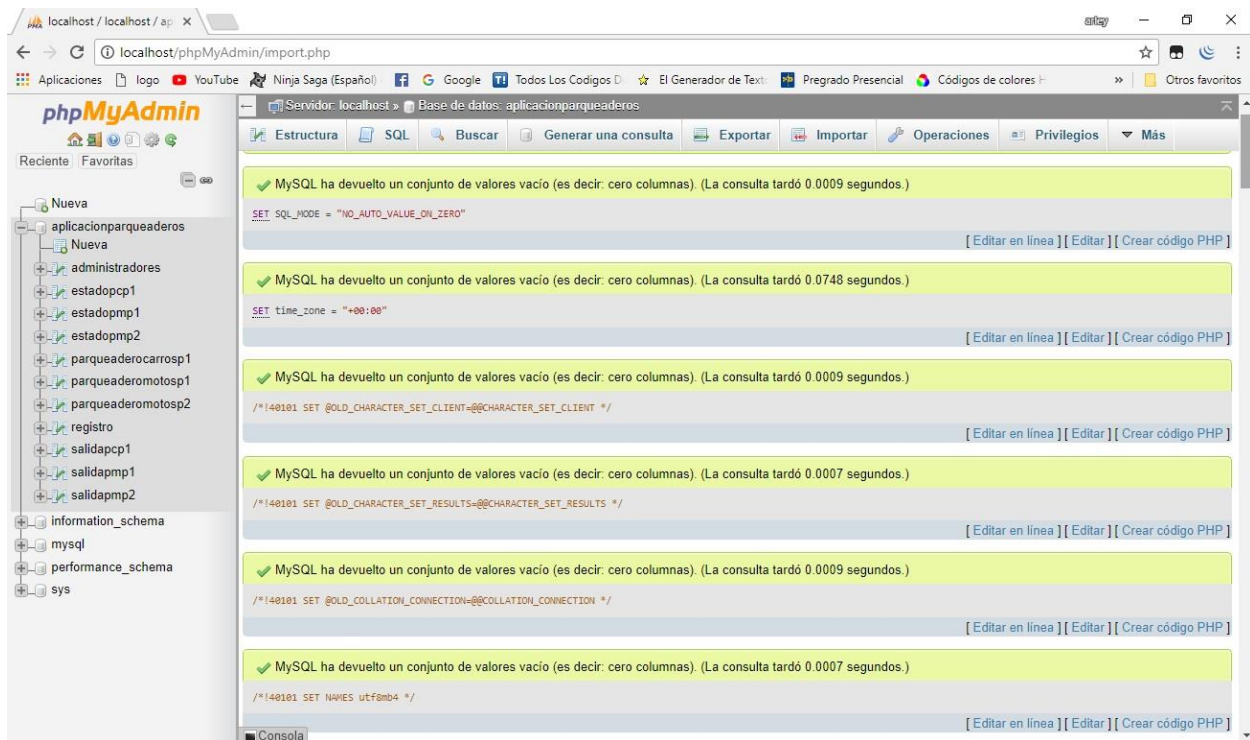 localhost / localhost / ap
artey
localhost/phpMyAdmin/import.php
Aplicaciones logo YouTube Ninja Saga (Español) Google Todos Los Codigos D El Generador de Text Pregrado Presencial Códigos de colores H » Otros favoritos
phpMyAdmin
Reciente Favoritas
Nueva
aplicacionparqueaderos
Nueva
administradores
estadopcp1
estadopmp1
estadopmp2
parqueaderocarrosp1
parqueaderomotosp1
parqueaderomotosp2
registro
salidapcp1
salidapmp1
salidapmp2
information_schema
mysql
performance_schema
sys
Servidor: localhost » Base de datos: aplicacionparqueaderos
Estructura SQL Buscar Generar una consulta Exportar Importar Operaciones Privilegios Más
MySQL ha devuelto un conjunto de valores vacío (es decir: cero columnas). (La consulta tardó 0.0009 segundos.)
SET SQL_MODE = "NO_AUTO_VALUE_ON_ZERO"
[ Editar en línea ] [ Editar ] [ Crear código PHP ]
MySQL ha devuelto un conjunto de valores vacío (es decir: cero columnas). (La consulta tardó 0.0748 segundos.)
SET time_zone = "+00:00"
[ Editar en línea ] [ Editar ] [ Crear código PHP ]
MySQL ha devuelto un conjunto de valores vacío (es decir: cero columnas). (La consulta tardó 0.0009 segundos.)
/*!40101 SET @OLD_CHARACTER_SET_CLIENT=@@CHARACTER_SET_CLIENT */
[ Editar en línea ] [ Editar ] [ Crear código PHP ]
MySQL ha devuelto un conjunto de valores vacío (es decir: cero columnas). (La consulta tardó 0.0007 segundos.)
/*!40101 SET @OLD_CHARACTER_SET_RESULTS=@@CHARACTER_SET_RESULTS */
[ Editar en línea ] [ Editar ] [ Crear código PHP ]
MySQL ha devuelto un conjunto de valores vacío (es decir: cero columnas). (La consulta tardó 0.0009 segundos.)
/*!40101 SET @OLD_COLLATION_CONNECTION=@@COLLATION_CONNECTION */
[ Editar en línea ] [ Editar ] [ Crear código PHP ]
MySQL ha devuelto un conjunto de valores vacío (es decir: cero columnas). (La consulta tardó 0.0007 segundos.)
/*!40101 SET NAMES utf8mb4 */
[ Editar en línea ] [ Editar ] [ Crear código PHP ]
Consola